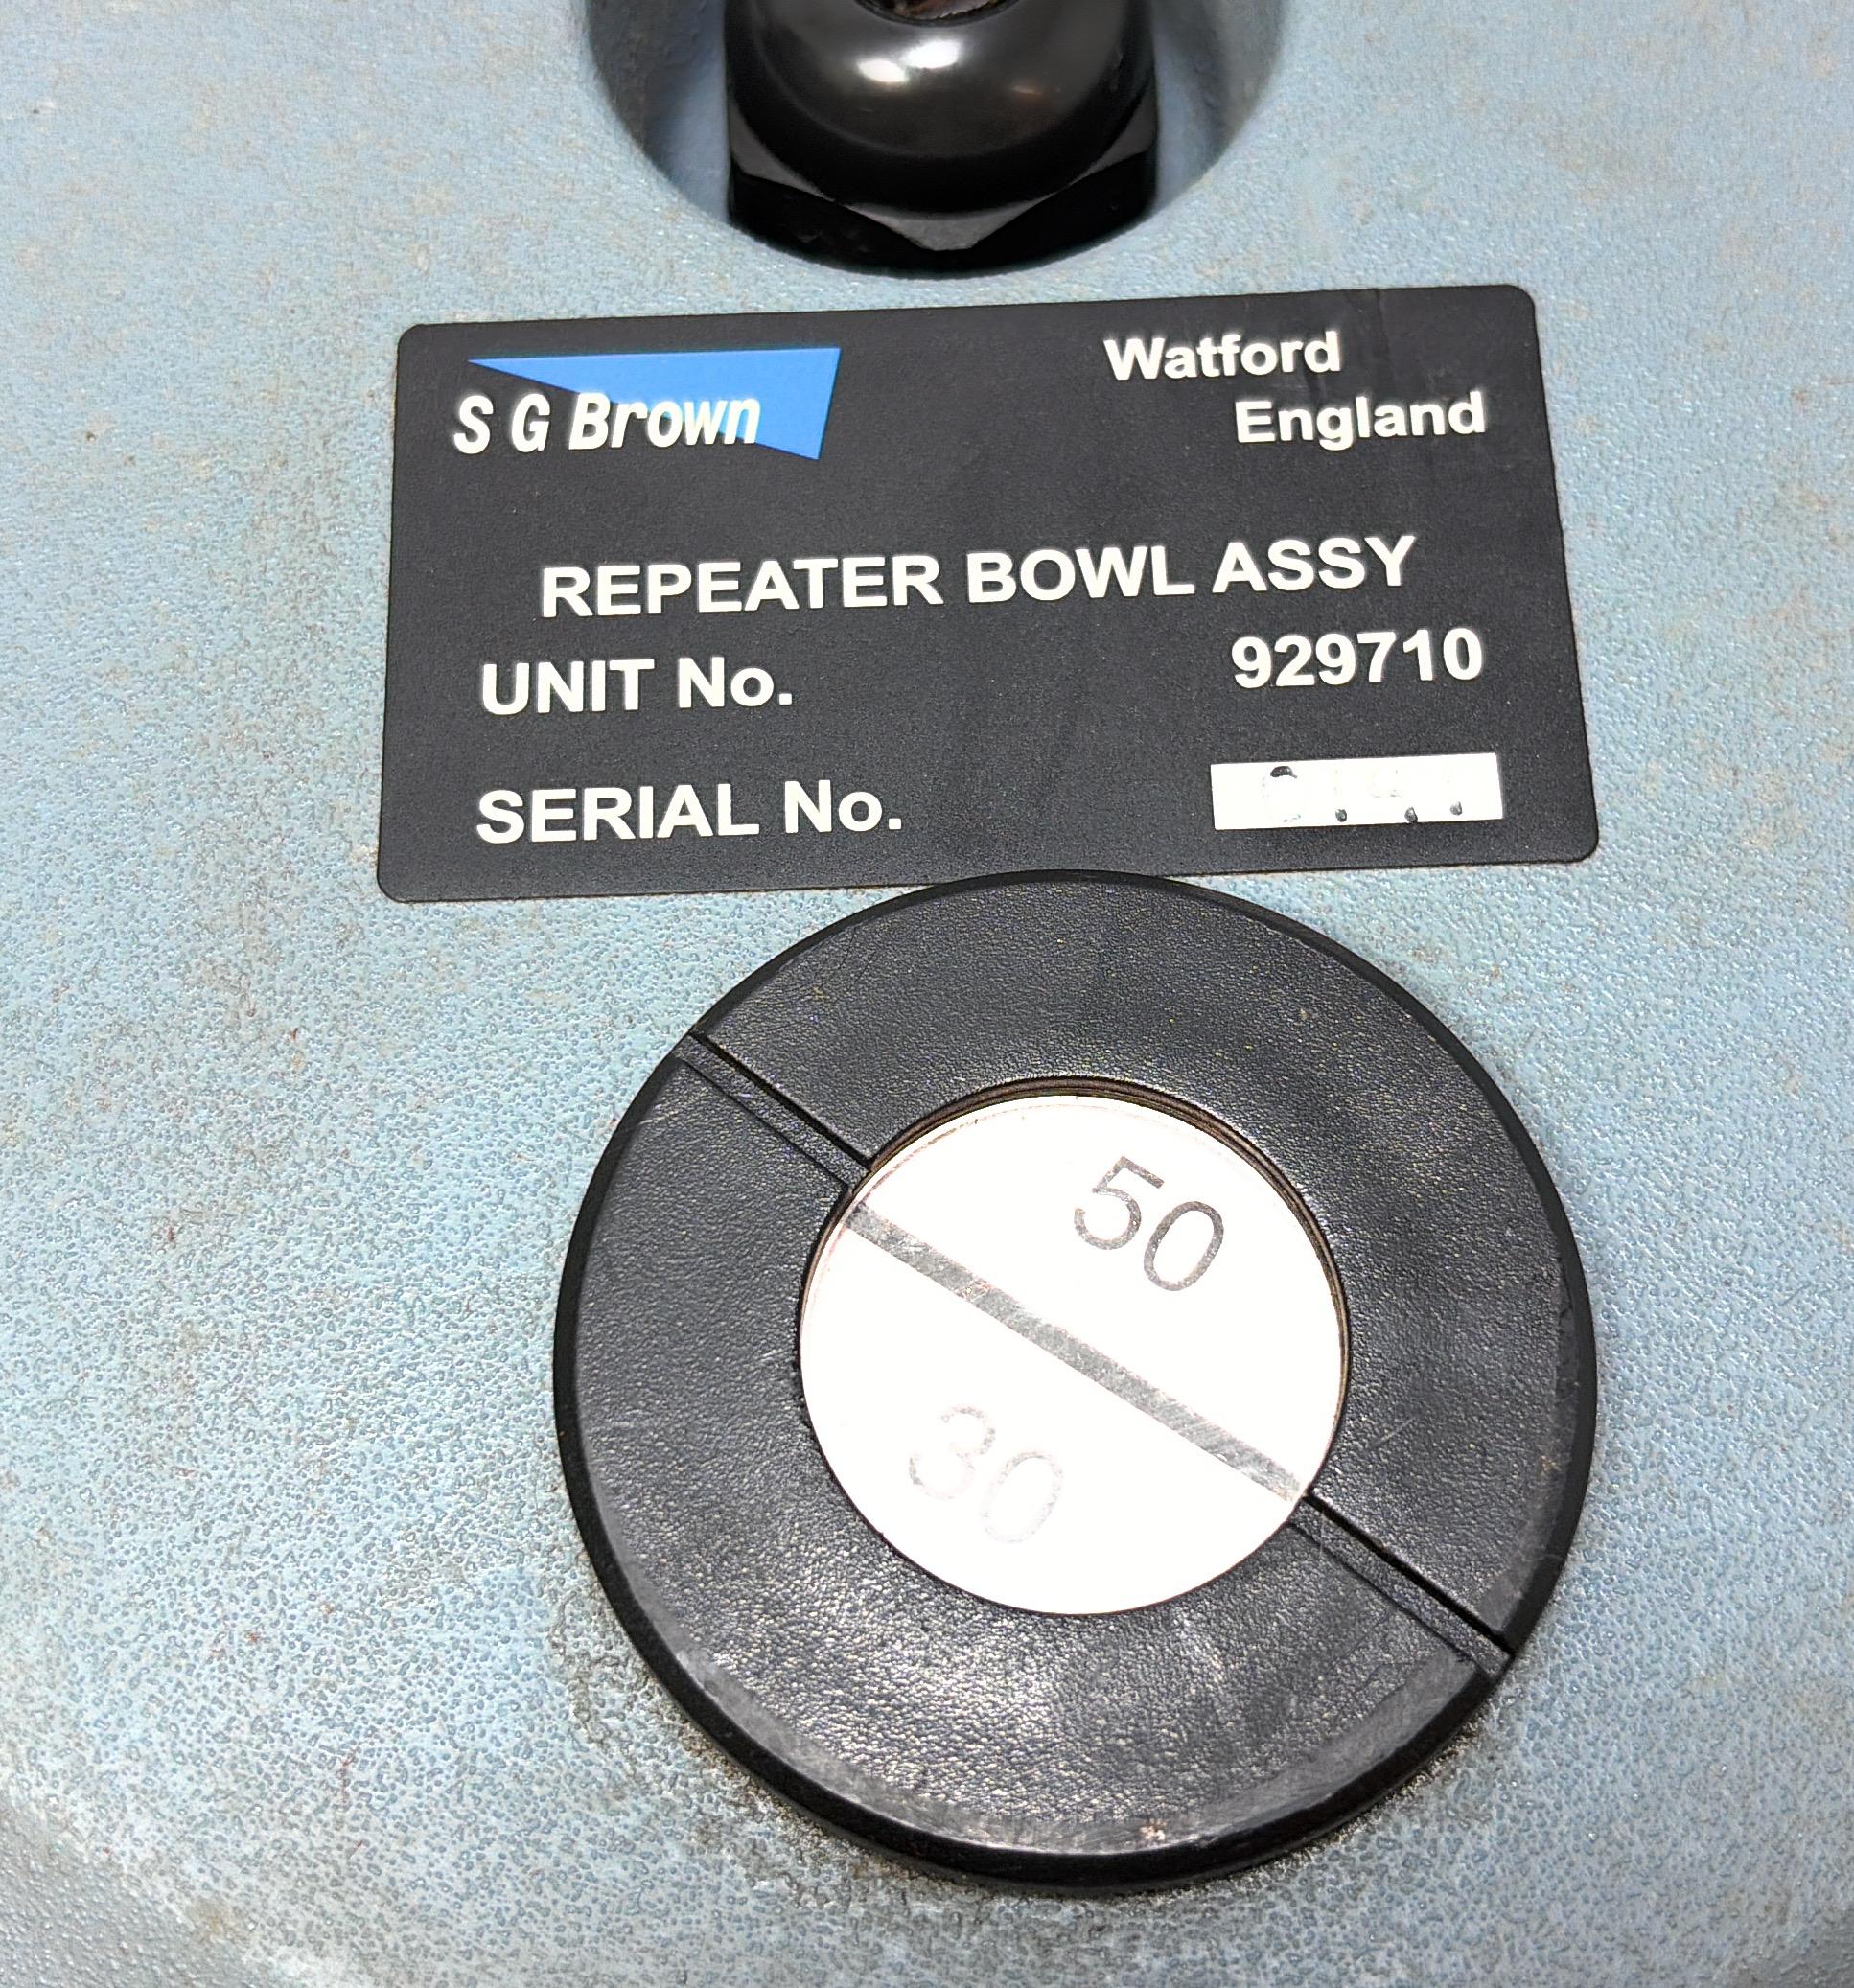 S G Brown
Watford
England
REPEATER BOWL ASSY
UNIT No. 929710
SERIAL No.
50
30